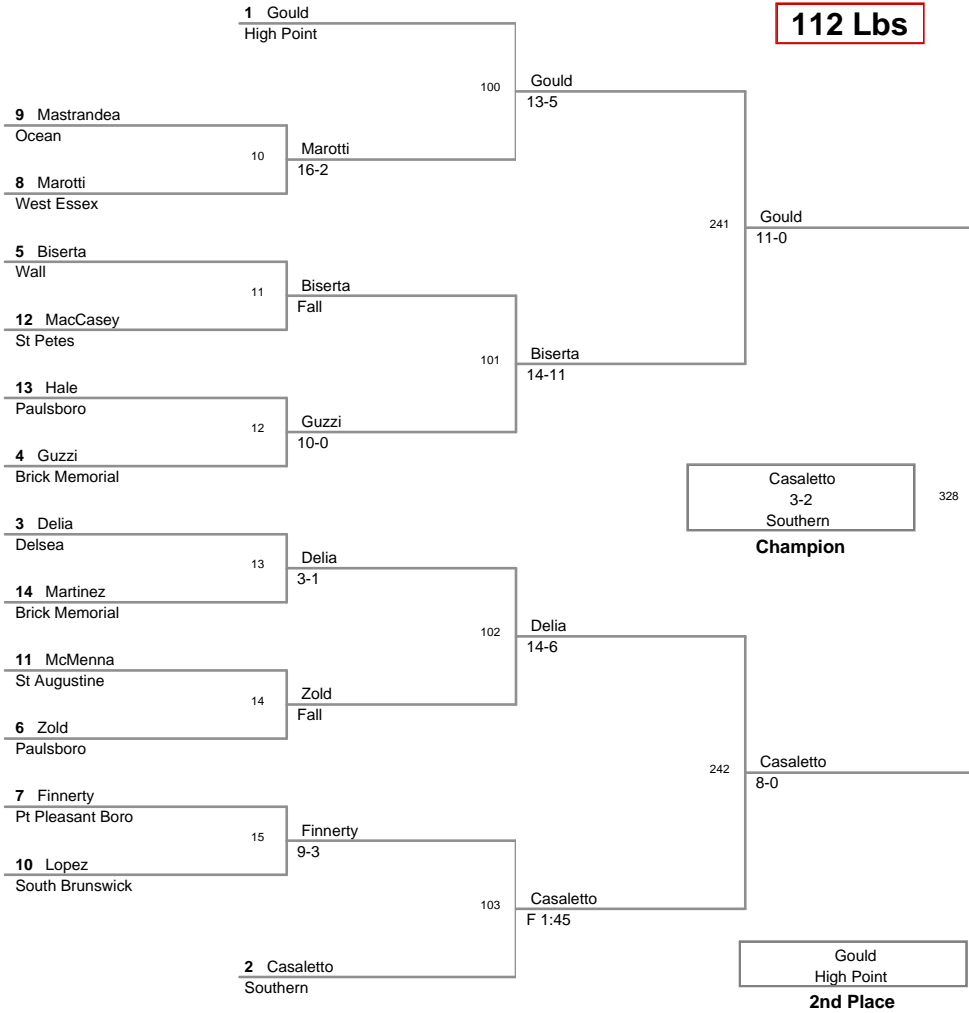 1 Gould
High Point
112 Lbs
100
Gould
13-5
9 Mastrandea
Ocean
10
Marotti
16-2
8 Marotti
West Essex
241
Gould
11-0
5 Biserta
Wall
11
Biserta
Fall
12 MacCasey
St Petes
101
Biserta
14-11
13 Hale
Paulsboro
12
Guzzi
10-0
4 Guzzi
Brick Memorial
Casaletto
3-2
Southern
328
Champion
3 Delia
Delsea
13
Delia
3-1
14 Martinez
Brick Memorial
102
Delia
14-6
11 McMenna
St Augustine
14
Zold
Fall
6 Zold
Paulsboro
242
Casaletto
8-0
7 Finnerty
Pt Pleasant Boro
15
Finnerty
9-3
10 Lopez
South Brunswick
103
Casaletto
F 1:45
2 Casaletto
Southern
Gould
High Point
2nd Place